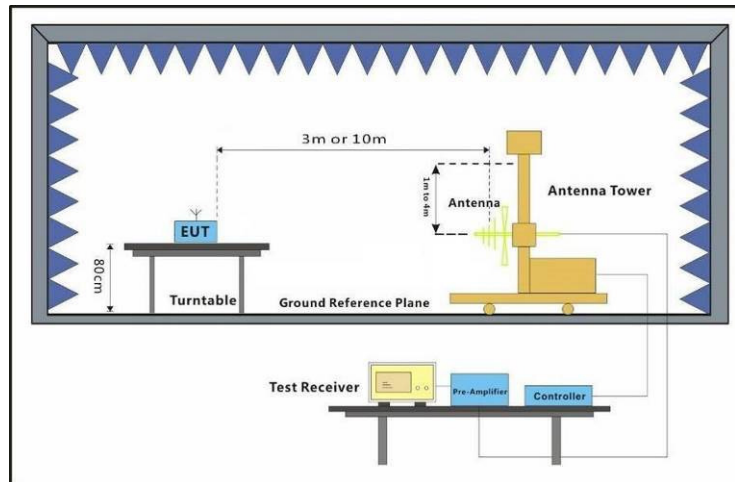 3m or 10m
1m to 4m
Antenna
Antenna Tower
EUT
80cm
Turntable
Ground Reference Plane
Test Receiver
Pre-Amplifier
Controller